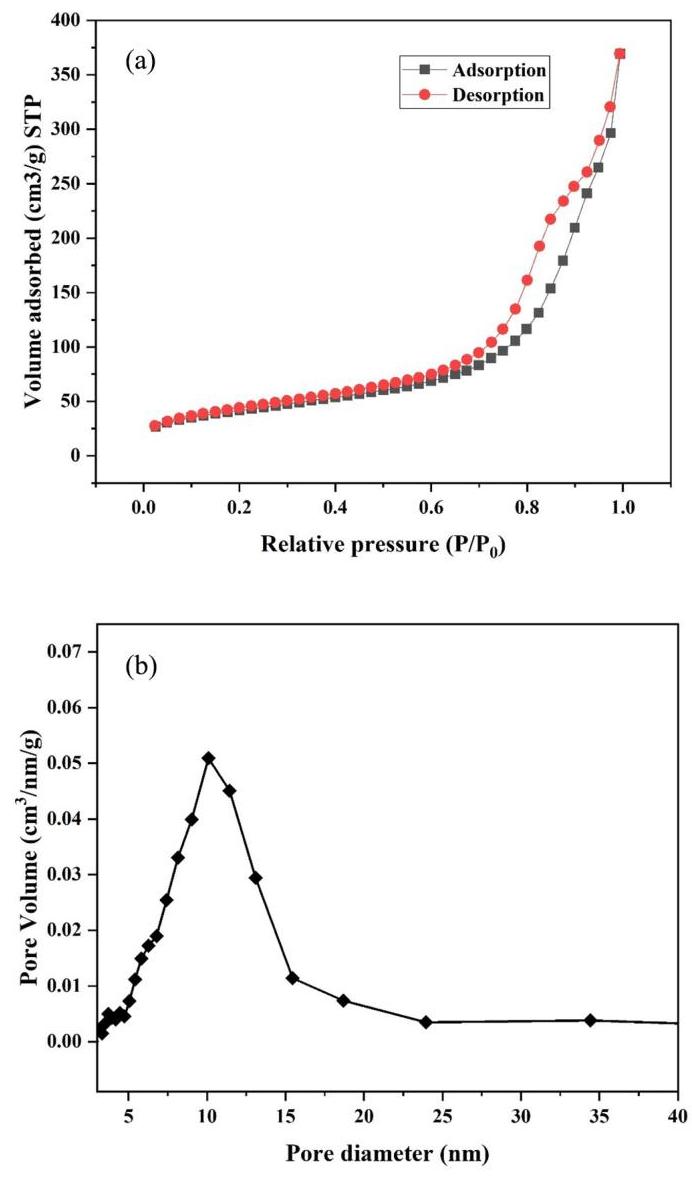 (a)
Adsorption
Desorption
400
350
300
250
200
150
100
50
0
Volume adsorbed (cm3/g) STP
0.0 0.2 0.4 0.6 0.8 1.0
Relative pressure (P/P₀)
(b)
0.07
0.06
0.05
0.04
0.03
0.02
0.01
0.00
Pore Volume (cm³/nm/g)
5 10 15 20 25 30 35 40
Pore diameter (nm)